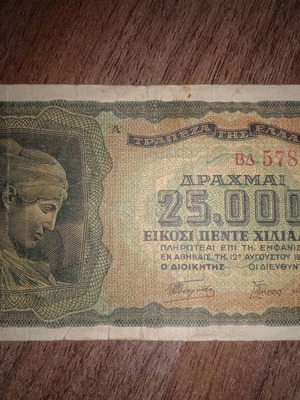 Α
ΤΡΑΠΕΖΑ ΤΗΣ ΕΛΛΑ
ΒΔ 578
ΔΡΑΧΜΑΙ
25.000
ΕΙΚΟΣΙ ΠΕΝΤΕ ΧΙΛΙΑ
ΠΛΗΡΩΤΕΑΙ ΕΠΙ ΤΗ ΕΜΦΑΝΙΣ
ΕΝ ΑΘΗΝΑΙΣ ΤΗ, 12ῃ ΑΥΓΟΥΣΤΟΥ 19
Ο ΔΙΟΙΚΗΤΗΣ ΟΙ ΔΙΕΥΘΥΝ